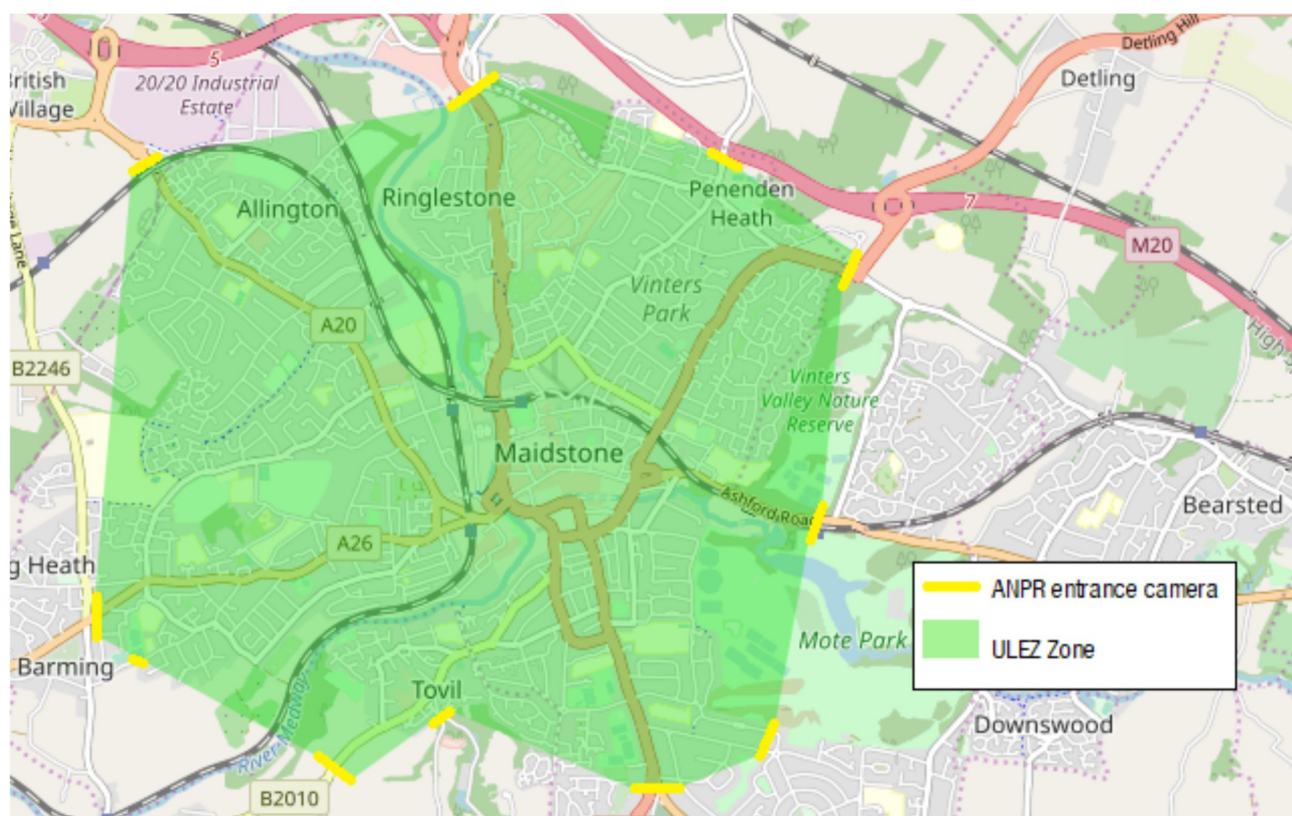 Detling Hill
5
Detling
20/20 Industrial
Estate
British
Village
Ringlestone
Penenden
Heath
7
Allington
M20
Vinters
Park
A20
B2246
Vinters
Valley Nature
Reserve
Maidstone
Ashford Road
Bearsted
A26
Heath
ANPR entrance camera
Mote Park
ULEZ Zone
Barming
Tovil
Downswood
River Medway
B2010